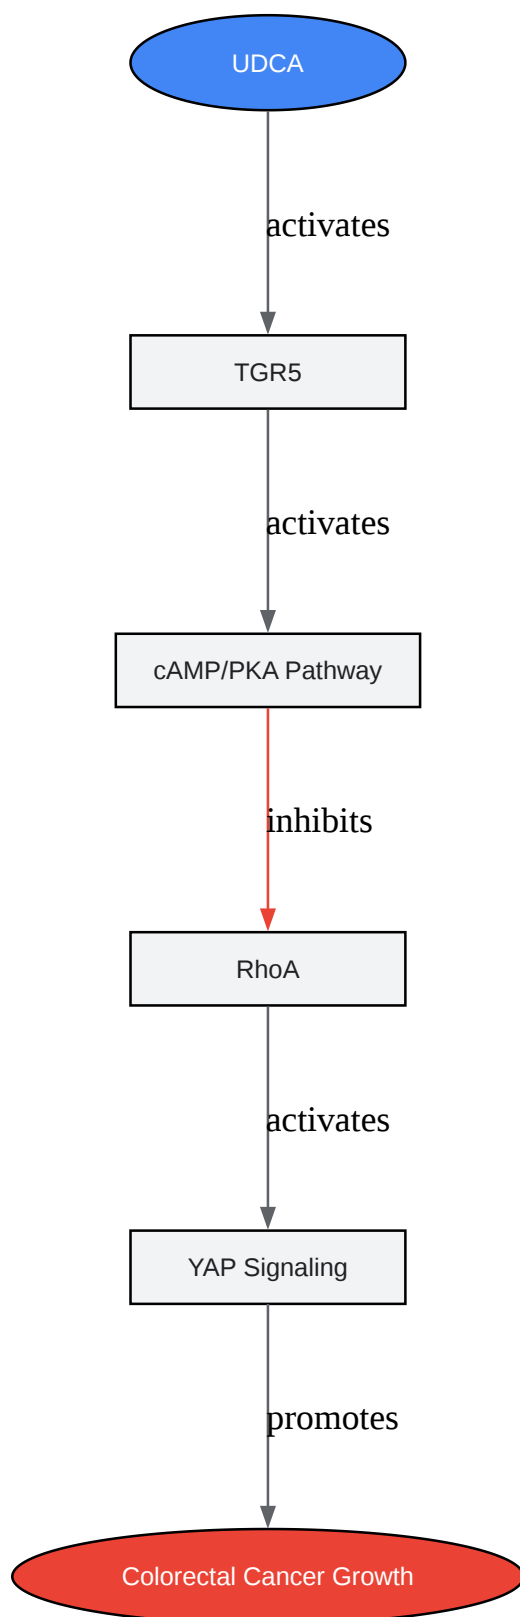 UDCA
activates
TGR5
activates
cAMP/PKA Pathway
inhibits
RhoA
activates
YAP Signaling
promotes
Colorectal Cancer Growth